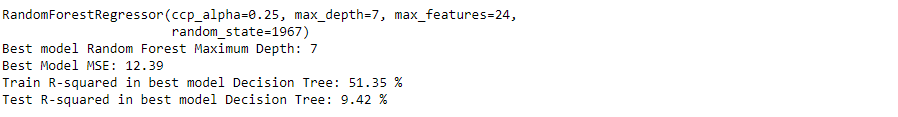 RandomForestRegressor(ccp_alpha=0.25, max_depth=7, max_features=24,
random_state=1967)
Best model Random Forest Maximum Depth: 7
Best Model MSE: 12.39
Train R-squared in best model Decision Tree: 51.35 %
Test R-squared in best model Decision Tree: 9.42 %